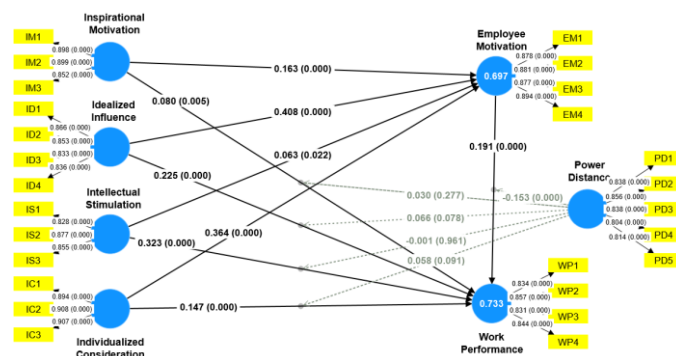 Inspirational
Motivation
IM1
IM2
IM3
0.898 (0.000)
0.899 (0.000)
0.852 (0.000)
Idealized
Influence
ID1
ID2
ID3
ID4
0.866 (0.000)
0.853 (0.000)
0.833 (0.000)
0.836 (0.000)
Intellectual
Stimulation
IS1
IS2
IS3
0.828 (0.000)
0.877 (0.000)
0.855 (0.000)
IC1
IC2
IC3
0.894 (0.000)
0.908 (0.000)
0.907 (0.000)
Individualized
Consideration
0.163 (0.000)
0.080 (0.005)
0.408 (0.000)
0.063 (0.022)
0.225 (0.000)
0.364 (0.000)
0.323 (0.000)
0.147 (0.000)
0.030 (0.277)
-0.153 (0.000)
0.066 (0.078)
-0.001 (0.961)
0.058 (0.091)
Employee
Motivation
0.697
0.878 (0.000)
0.881 (0.000)
0.877 (0.000)
0.894 (0.000)
EM1
EM2
EM3
EM4
0.191 (0.000)
Power
Distance
0.838 (0.000)
0.856 (0.000)
0.838 (0.000)
0.804 (0.000)
0.814 (0.000)
PD1
PD2
PD3
PD4
PD5
0.733
0.834 (0.000)
0.857 (0.000)
0.831 (0.000)
0.844 (0.000)
WP1
WP2
WP3
WP4
Work
Performance